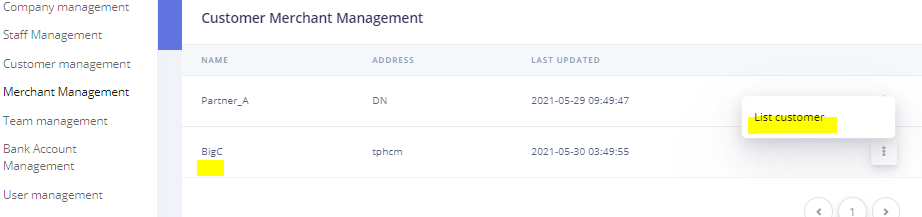 Company management
Staff Management
Customer management
Merchant Management
Team management
Bank Account
Management
User management
Customer Merchant Management
NAME ADDRESS LAST UPDATED
Partner_A DN 2021-05-29 09:49:47
List customer
BigC tphcm 2021-05-30 03:49:55
1